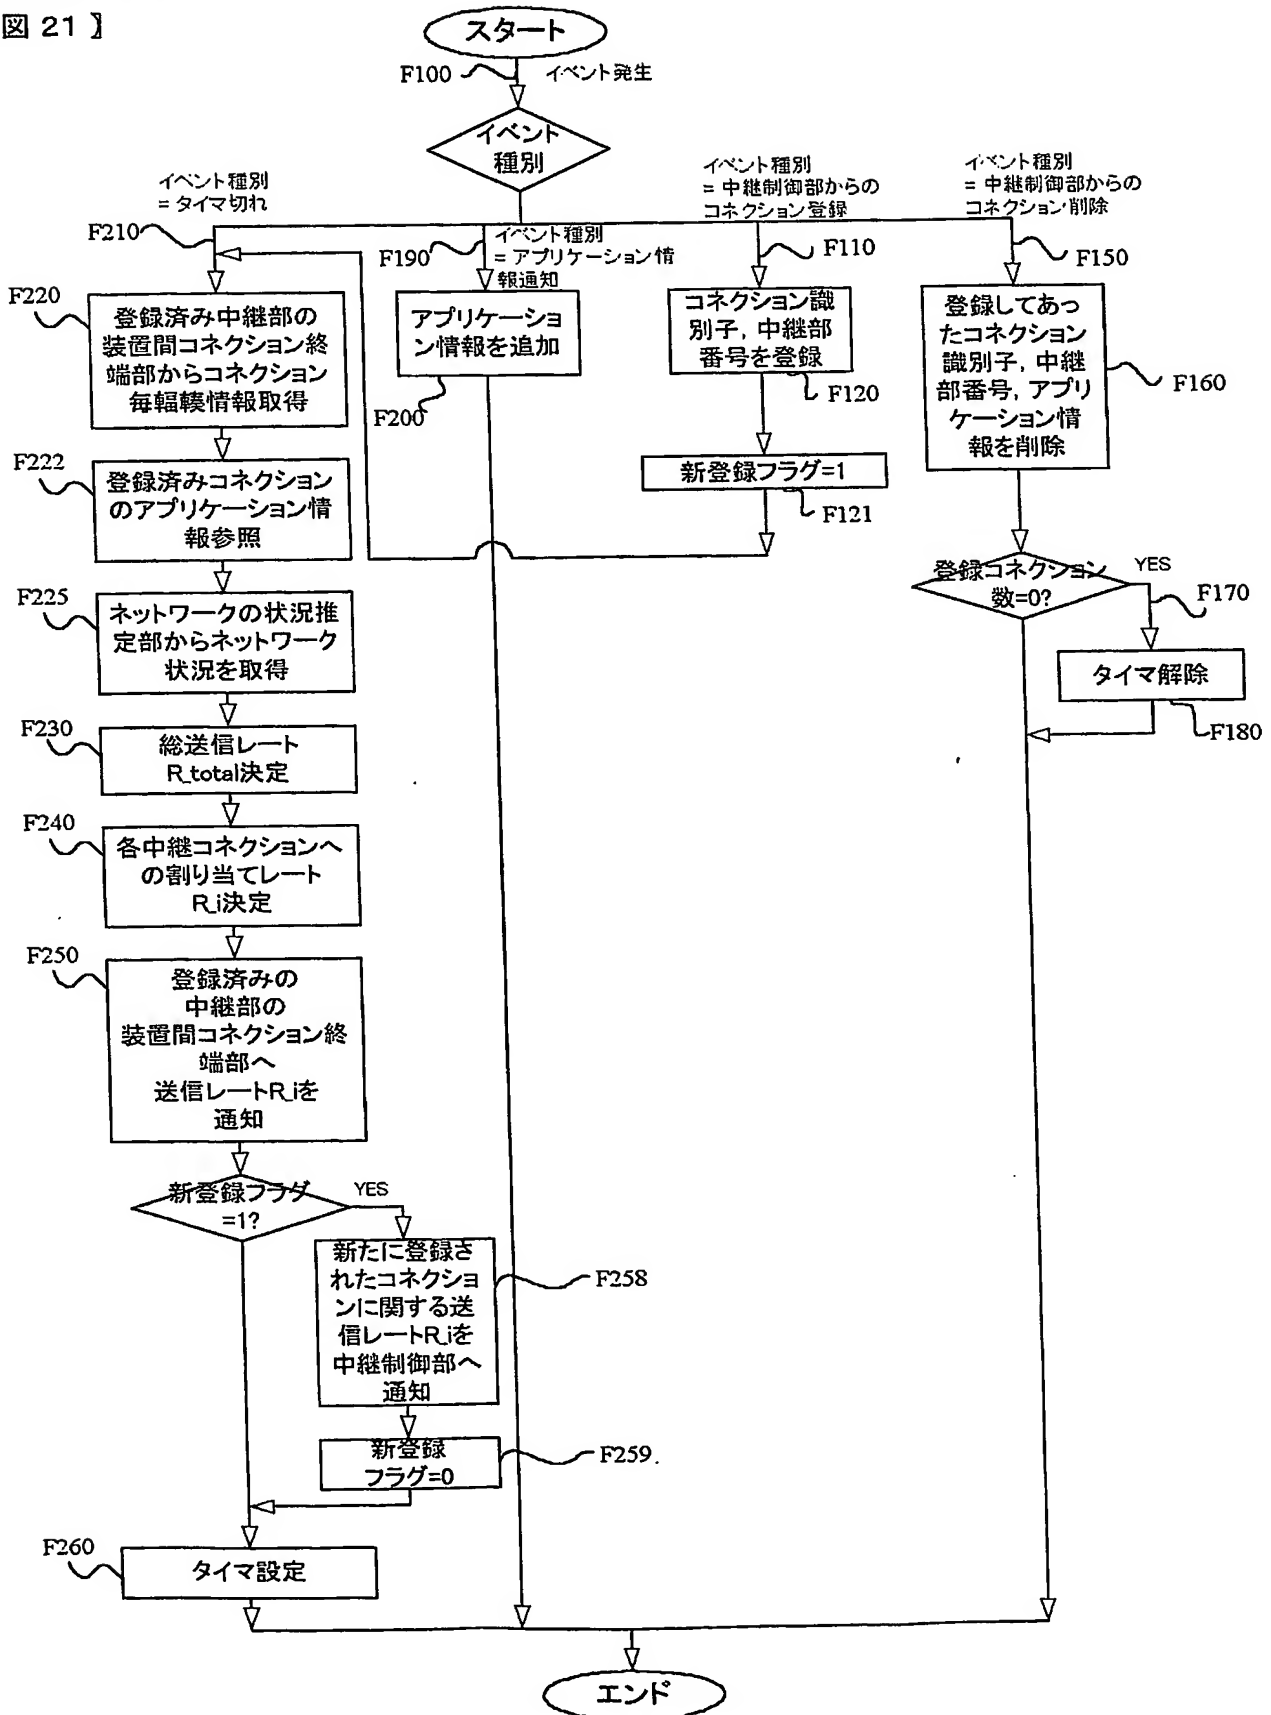 図 21 】
スタート
F100
イベント発生
イベント
種別
イベント種別
= タイマ切れ
F210
イベント種別
= アプリケーション情
報通知
F190
イベント種別
= 中継制御部からの
コネクション登録
F110
イベント種別
= 中継制御部からの
コネクション削除
F150
F220
登録済み中継部の
装置間コネクション終
端部からコネクション
毎輻輳情報取得
アプリケーショ
ン情報を追加
F200
コネクション識
別子, 中継部
番号を登録
F120
登録してあっ
たコネクション
識別子, 中継
部番号, アプリ
ケーション情
報を削除
F160
F222
登録済みコネクション
のアプリケーション情
報参照
新登録フラグ=1
F121
登録コネクション
数=0?
YES
F170
タイマ解除
F180
F225
ネットワークの状況推
定部からネットワーク
状況を取得
F230
総送信レート
R_total決定
F240
各中継コネクションへ
の割り当てレート
R_i決定
F250
登録済みの
中継部の
装置間コネクション終
端部へ
送信レートR_iを
通知
新登録フラグ
=1?
YES
新たに登録さ
れたコネクショ
ンに関する送
信レートR_iを
中継制御部へ
通知
F258
新登録
フラグ=0
F259.
F260
タイマ設定
エンド